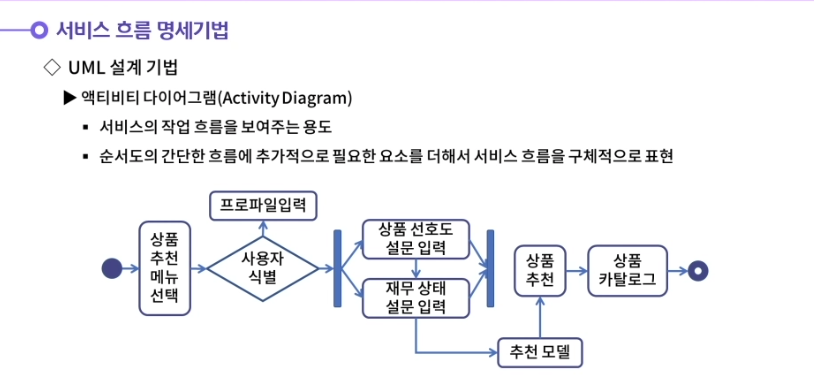 서비스 흐름 명세기법
◇ UML 설계 기법
▶ 액티비티 다이어그램(Activity Diagram)
▪ 서비스의 작업 흐름을 보여주는 용도
▪ 순서도의 간단한 흐름에 추가적으로 필요한 요소를 더해서 서비스 흐름을 구체적으로 표현
프로파일입력
상품
추천
메뉴
선택
사용자
식별
상품 선호도
설문 입력
재무 상태
설문 입력
상품
추천
상품
카탈로그
추천 모델